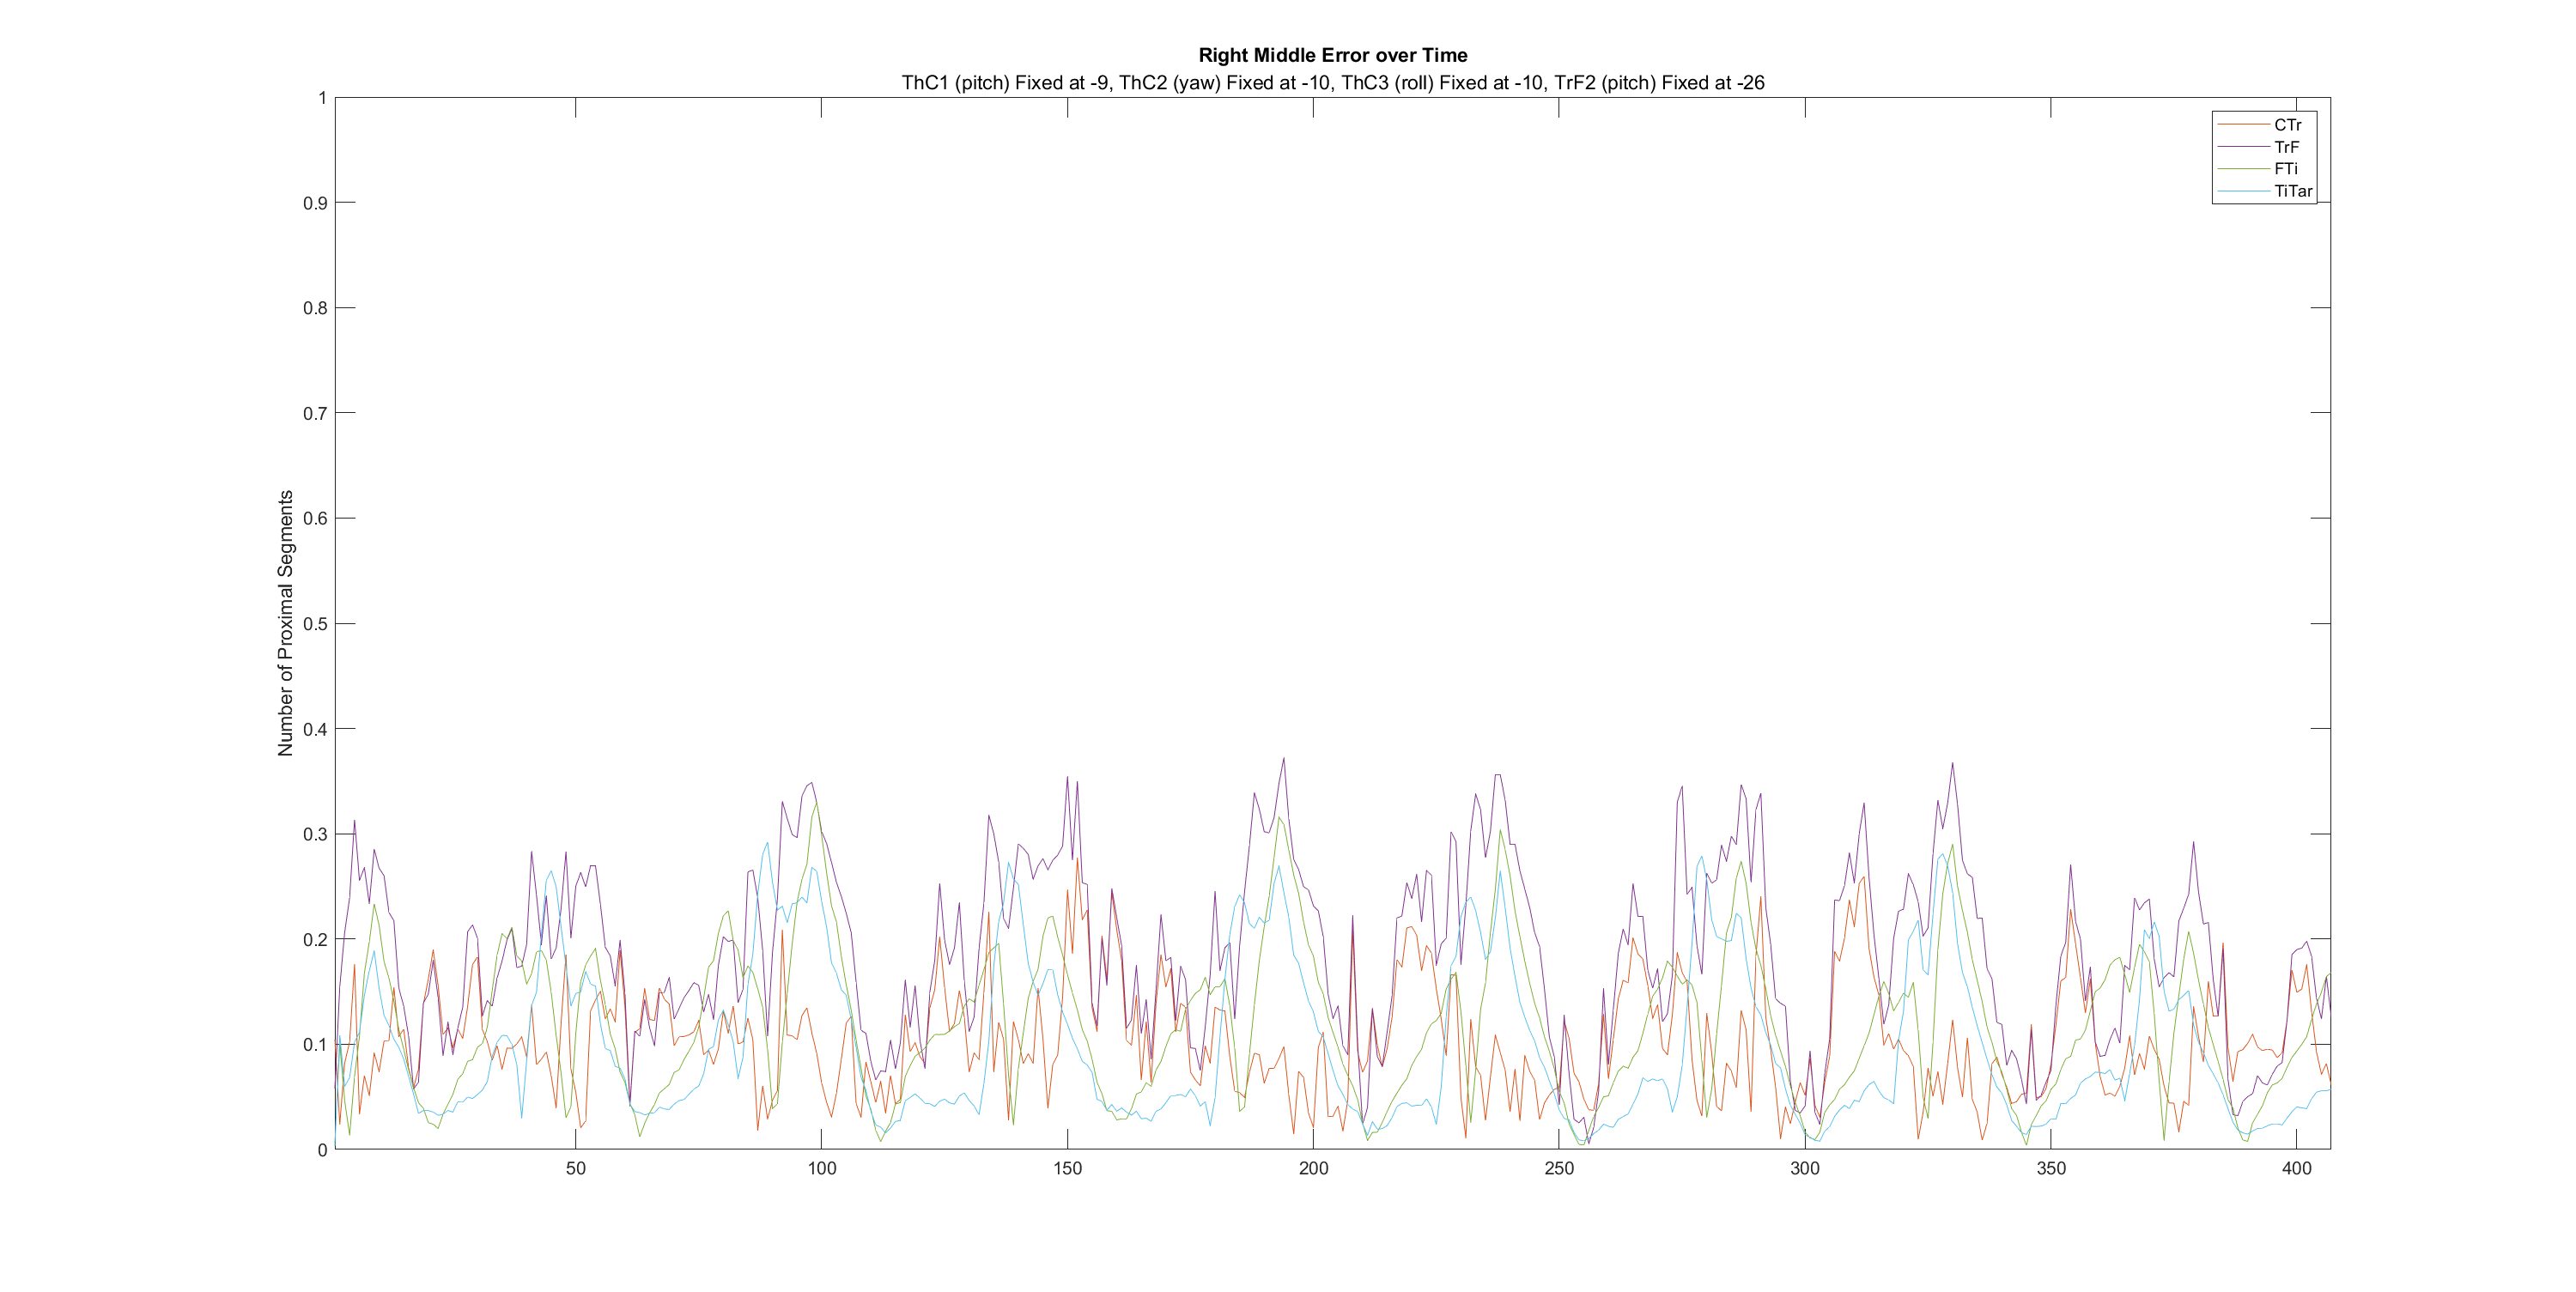 Right Middle Error over Time
ThC1 (pitch) Fixed at -9, ThC2 (yaw) Fixed at -10, ThC3 (roll) Fixed at -10, TrF2 (pitch) Fixed at -26
1
0.9
0.8
0.7
0.6
0.5
0.4
0.3
0.2
0.1
0
Number of Proximal Segments
CTr
TrF
FTi
TiTar
50 100 150 200 250 300 350 400